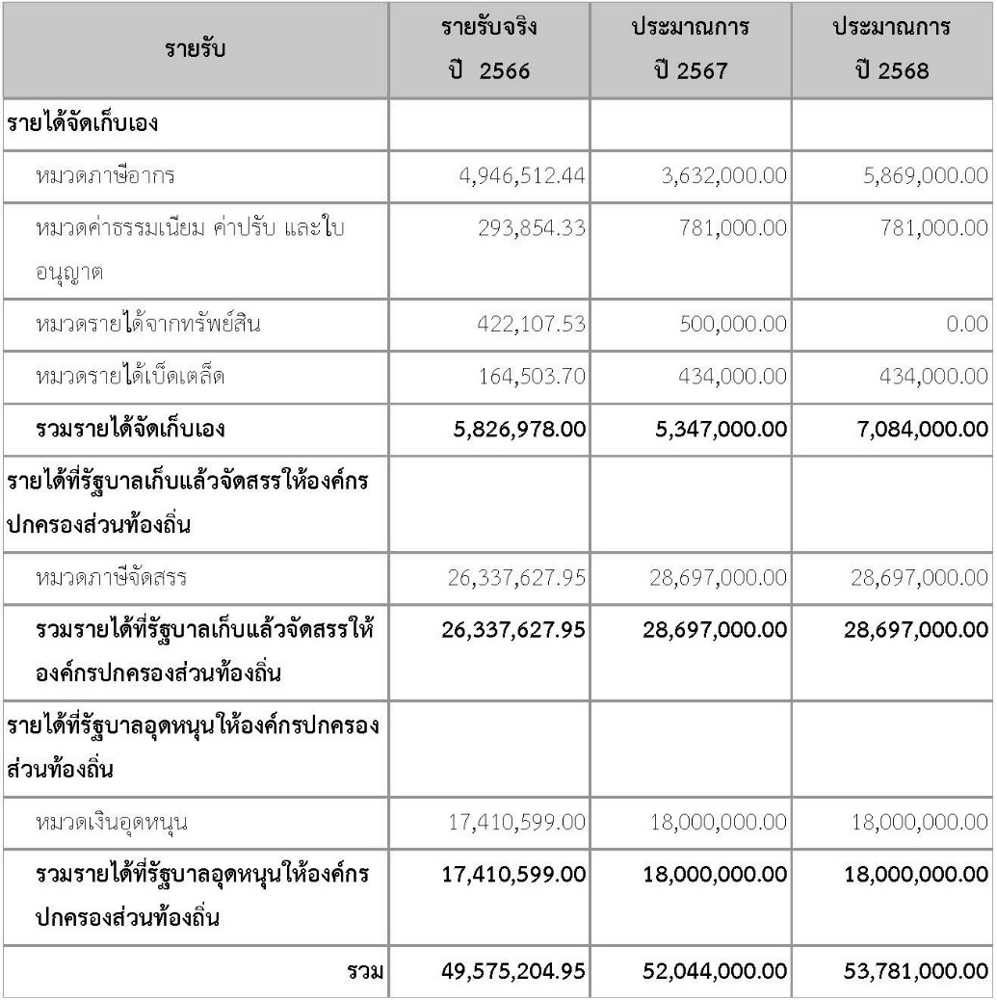 รายรับ รายรับจริง ประมาณการ ประมาณการ
ปี 2566 ปี 2567 ปี 2568
รายได้จัดเก็บเอง
หมวดภาษีอากร 4,946,512.44 3,632,000.00 5,869,000.00
หมวดค่าธรรมเนียม ค่าปรับ และใบ 293,854.33 781,000.00 781,000.00
อนุญาต
หมวดรายได้จากทรัพย์สิน 422,107.53 500,000.00 0.00
หมวดรายได้เบ็ดเตล็ด 164,503.70 434,000.00 434,000.00
รวมรายได้จัดเก็บเอง 5,826,978.00 5,347,000.00 7,084,000.00
รายได้ที่รัฐบาลเก็บแล้วจัดสรรให้องค์กร
ปกครองส่วนท้องถิ่น
หมวดภาษีจัดสรร 26,337,627.95 28,697,000.00 28,697,000.00
รวมรายได้ที่รัฐบาลเก็บแล้วจัดสรรให้ 26,337,627.95 28,697,000.00 28,697,000.00
องค์กรปกครองส่วนท้องถิ่น
รายได้ที่รัฐบาลอุดหนุนให้องค์กรปกครอง
ส่วนท้องถิ่น
หมวดเงินอุดหนุน 17,410,599.00 18,000,000.00 18,000,000.00
รวมรายได้ที่รัฐบาลอุดหนุนให้องค์กร 17,410,599.00 18,000,000.00 18,000,000.00
ปกครองส่วนท้องถิ่น
รวม 49,575,204.95 52,044,000.00 53,781,000.00